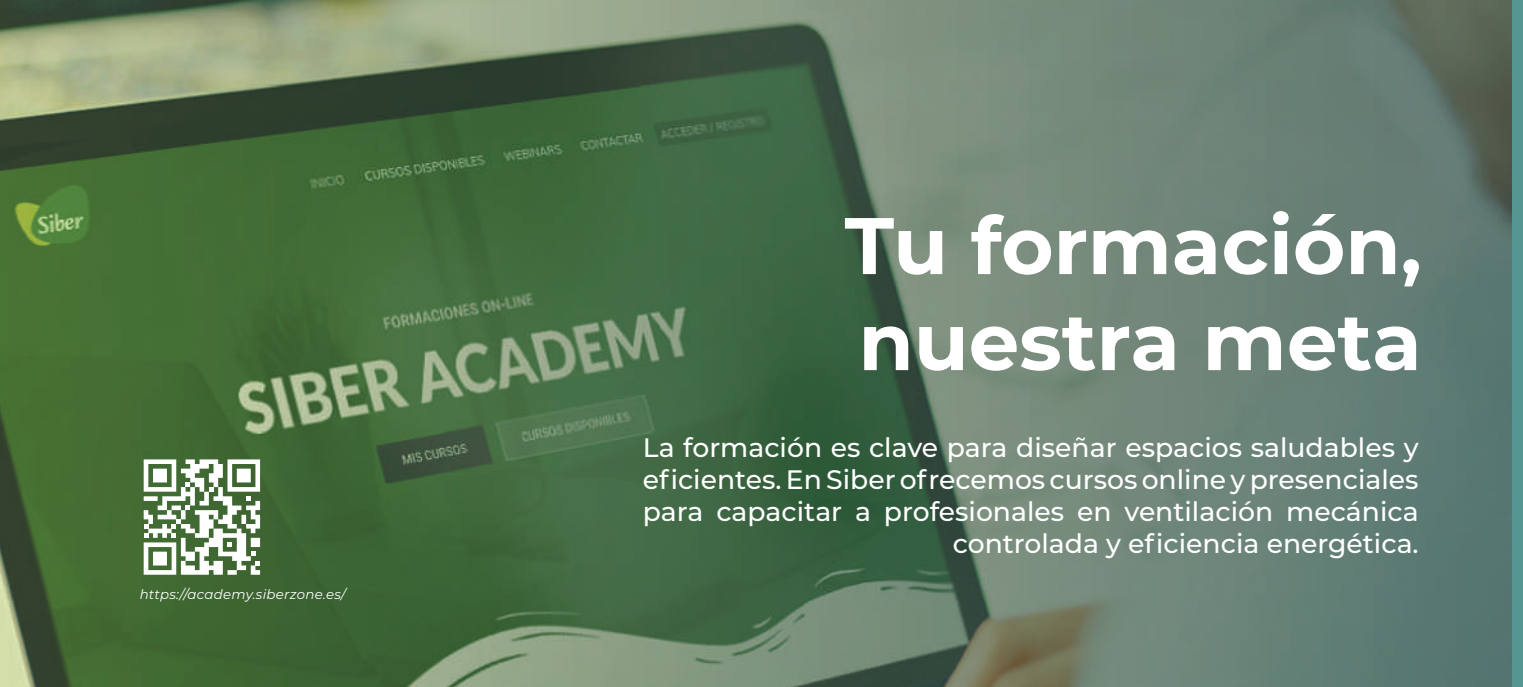 INICIO CURSOS DISPONIBLES WEBINARS CONTACTAR ACCEDER / REGISTRO
Siber
FORMACIONES ON-LINE
SIBER ACADEMY
MIS CURSOS CURSOS DISPONIBLES
Tu formación,
nuestra meta
La formación es clave para diseñar espacios saludables y
eficientes. En Siber ofrecemos cursos online y presenciales
para capacitar a profesionales en ventilación mecánica
controlada y eficiencia energética.
https://academy.siberzone.es/